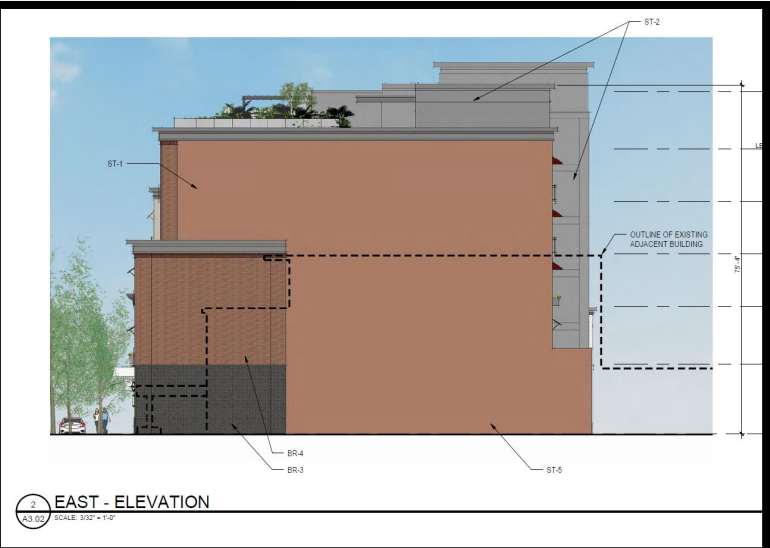 ST-2
ST-1
LE
OUTLINE OF EXISTING
ADJACENT BUILDING
75'-4"
BR-4
BR-3
ST-5
2
EAST - ELEVATION
A3.02
SCALE: 3/32" = 1'-0"